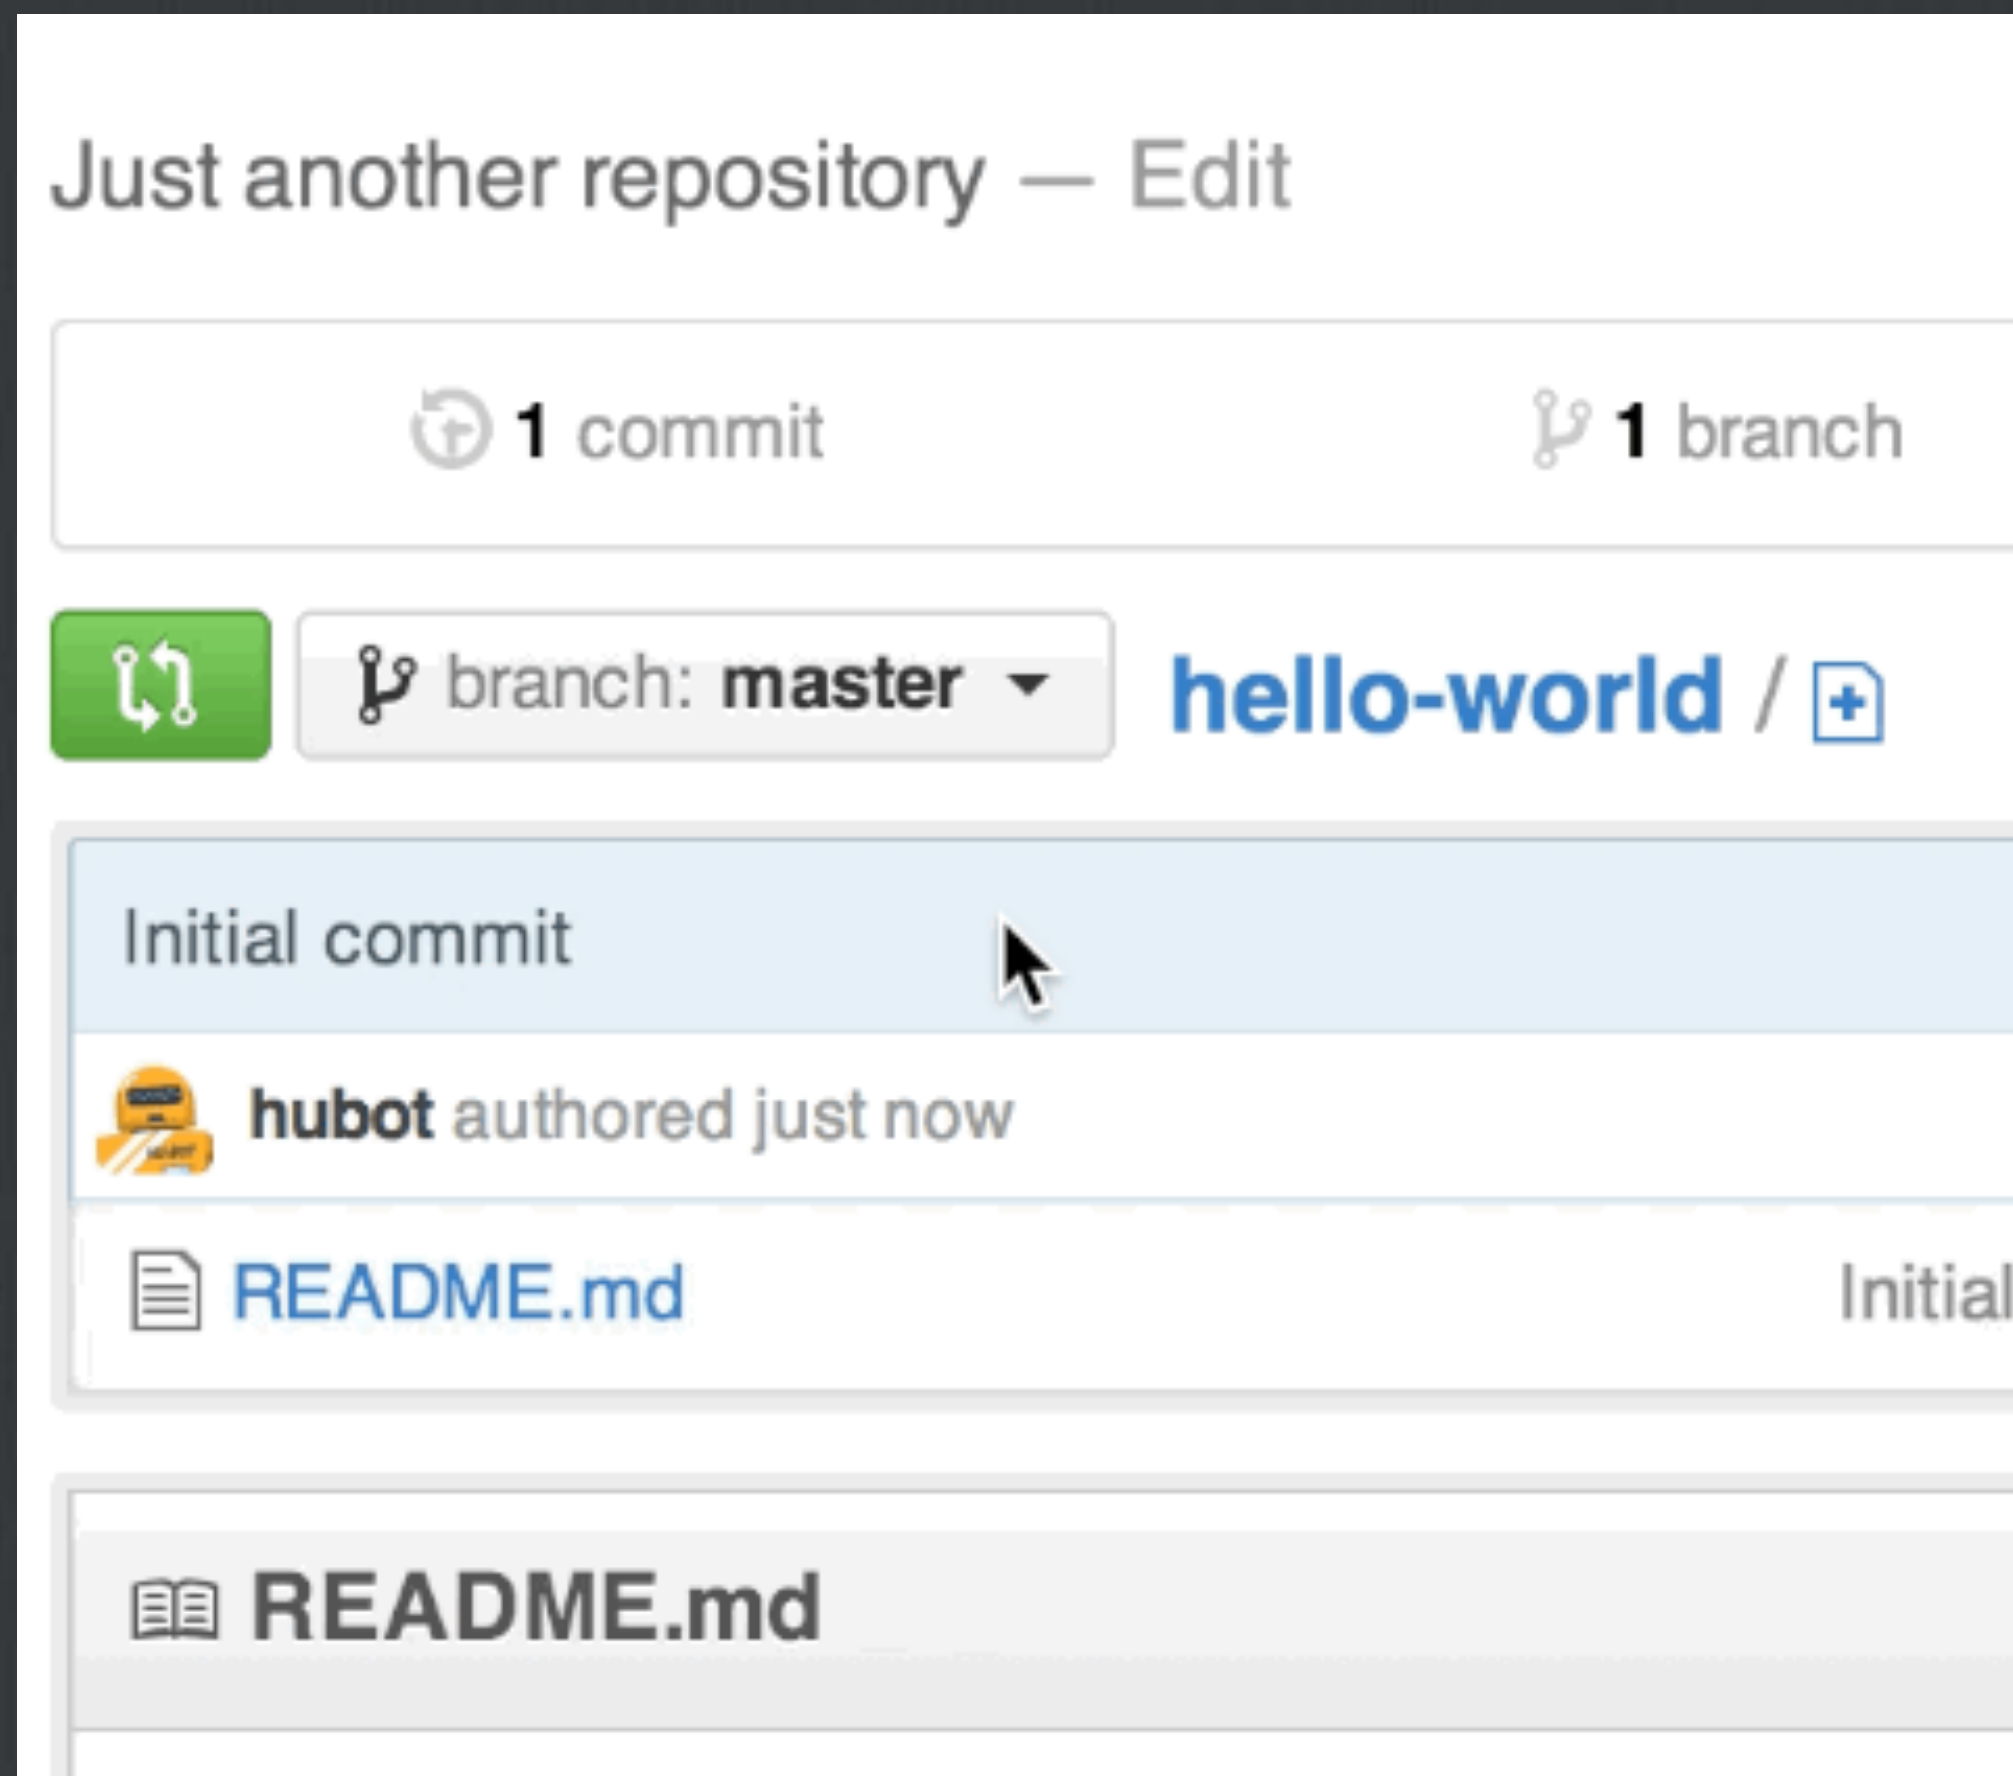 Just another repository — Edit
1 commit
1 branch
branch: master
hello-world /
Initial commit
hubot authored just now
README.md
Initial
README.md